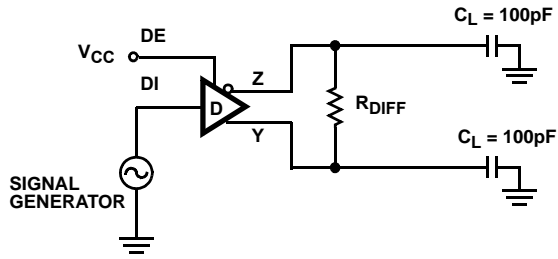 C_L = 100pF
DE
V_CC
DI
Z
D
R_DIFF
Y
C_L = 100pF
SIGNAL
GENERATOR